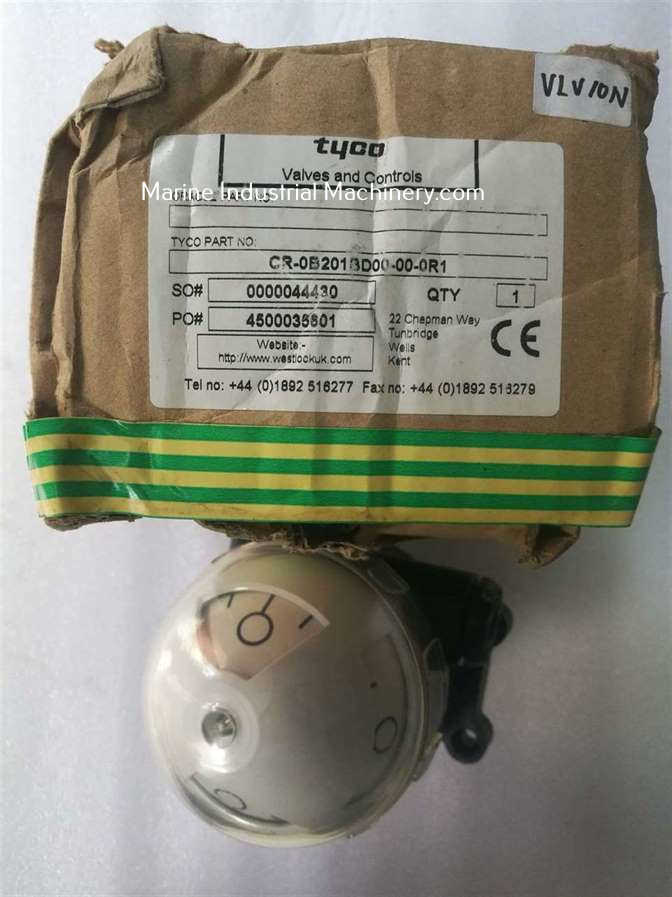 VLV10N
tyco
Valves and Controls
Marine Industrial Machinery.com
TYCO PART NO:
CR-0B201BD00-00-0R1
SO# 0000044430 QTY 1
PO# 4500035601 22 Chapman Way
Tunbridge
Wells
Kent
CE
Website:-
http://www.westlockuk.com
Tel no: +44 (0)1892 516277 Fax no: +44 (0)1892 516279